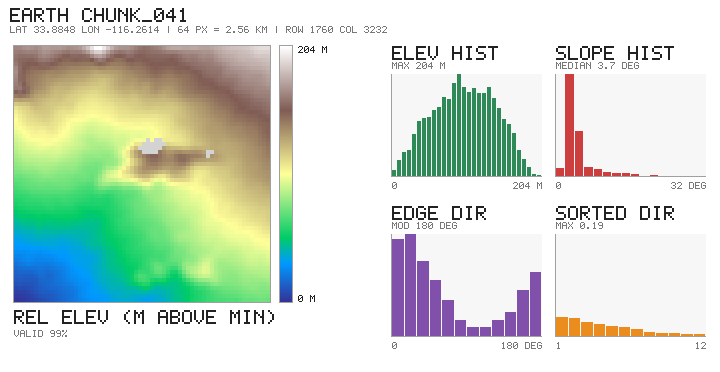 EARTH CHUNK_041
LAT 33.8848 LON -116.2614 | 64 PX = 2.56 KM | ROW 1760 COL 3232
204 M
0 M
REL ELEV (M ABOVE MIN)
VALID 99%
ELEV HIST
MAX 204 M
0 204 M
SLOPE HIST
MEDIAN 3.7 DEG
0 32 DEG
EDGE DIR
MOD 180 DEG
0 180 DEG
SORTED DIR
MAX 0.19
1 12